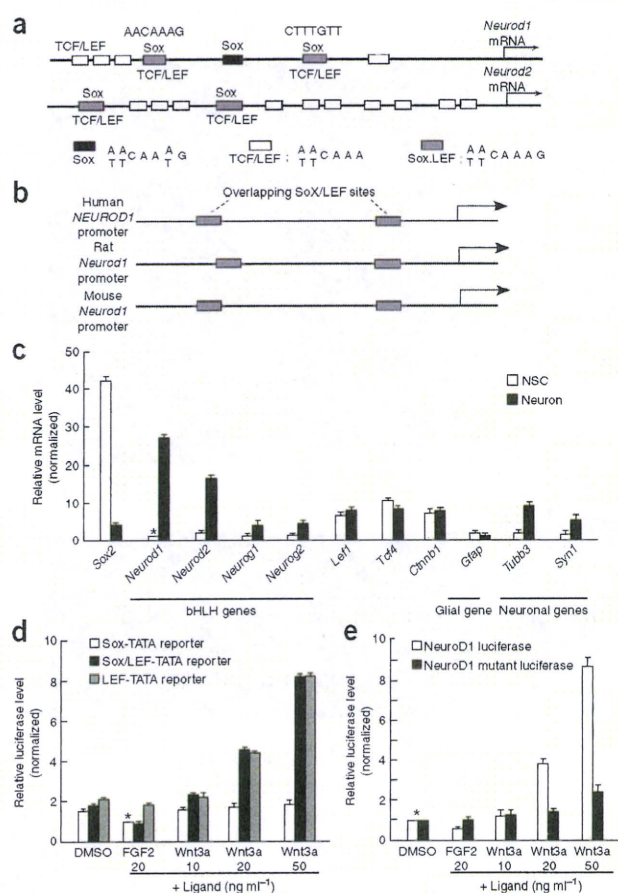 a
AACAAAG
CTTTGTT
Neurod1
mRNA
TCF/LEF
Sox
Sox
Sox
TCF/LEF
TCF/LEF
Neurod2
mRNA
Sox
Sox
TCF/LEF
TCF/LEF
Sox
A A C A A A G
T T T
TCF/LEF ; A A C A A A
T T
Sox.LEF ; A A C A A A G
T T
b
Overlapping SoX/LEF sites
Human
NEUROD1
promoter
Rat
Neurod1
promoter
Mouse
Neurod1
promoter
c
Relative mRNA level
(normalized)
50
40
30
20
10
0
NSC
Neuron
*
Sox2
Neurod1
Neurod2
Neurog1
Neurog2
Lef1
Tcf4
Ctnnb1
Gfap
Tubb3
Syn1
bHLH genes
Glial gene
Neuronal genes
d
Relative luciferase level
(normalized)
10
8
6
4
2
0
Sox-TATA reporter
Sox/LEF-TATA reporter
LEF-TATA reporter
*
DMSO FGF2 Wnt3a Wnt3a Wnt3a
20 10 20 50
+ Ligand (ng ml⁻¹)
e
Relative luciferase level
(normalized)
10
8
6
4
2
0
NeuroD1 luciferase
NeuroD1 mutant luciferase
*
DMSO FGF2 Wnt3a Wnt3a Wnt3a
20 10 20 50
+ Ligand (ng ml⁻¹)